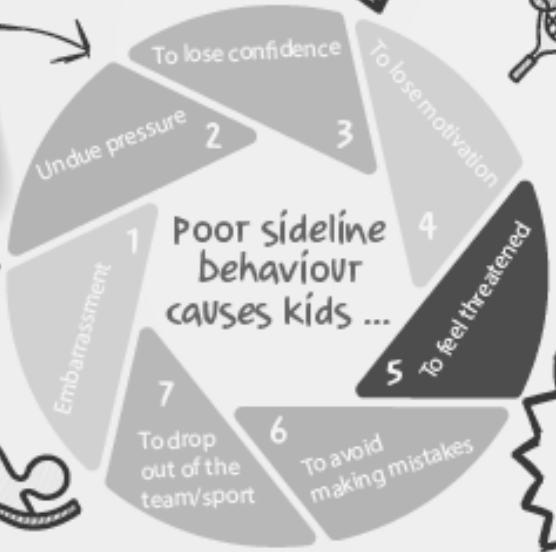 Poor sideline
behaviour
causes kids ...
1
Embarrassment
2
Undue pressure
3
To lose confidence
4
To lose motivation
5
To feel threatened
6
To avoid
making mistakes
7
To drop
out of the
team/sport